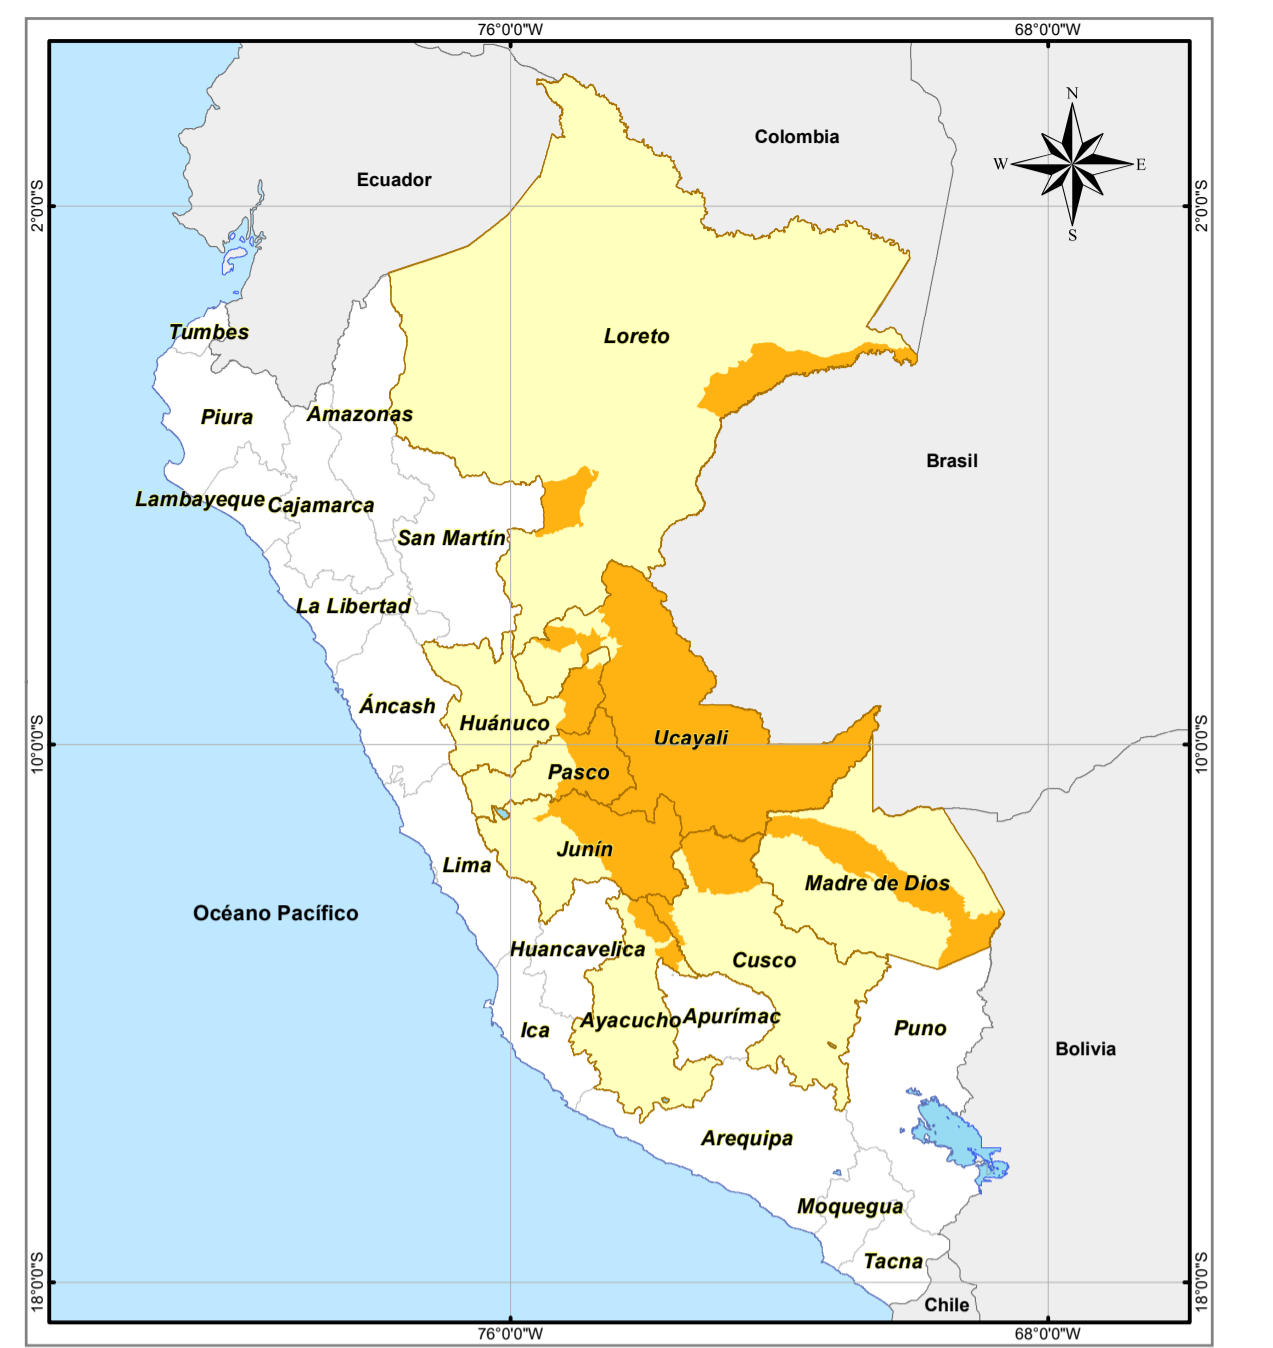 76°0'0"W 68°0'0"W
N
Colombia
W E
Ecuador
2°0'0"S 2°0'0"S
S
Tumbes
Loreto
Amazonas
Piura
Brasil
Lambayeque Cajamarca
San Martín
La Libertad
Áncash
Huánuco
Ucayali
10°0'0"S 10°0'0"S
Pasco
Junín
Lima
Madre de Dios
Océano Pacífico
Huancavelica
Cusco
Apurímac
Ayacucho
Ica
Puno
Bolivia
Arequipa
Moquegua
Tacna
18°0'0"S 18°0'0"S
Chile
76°0'0"W 68°0'0"W